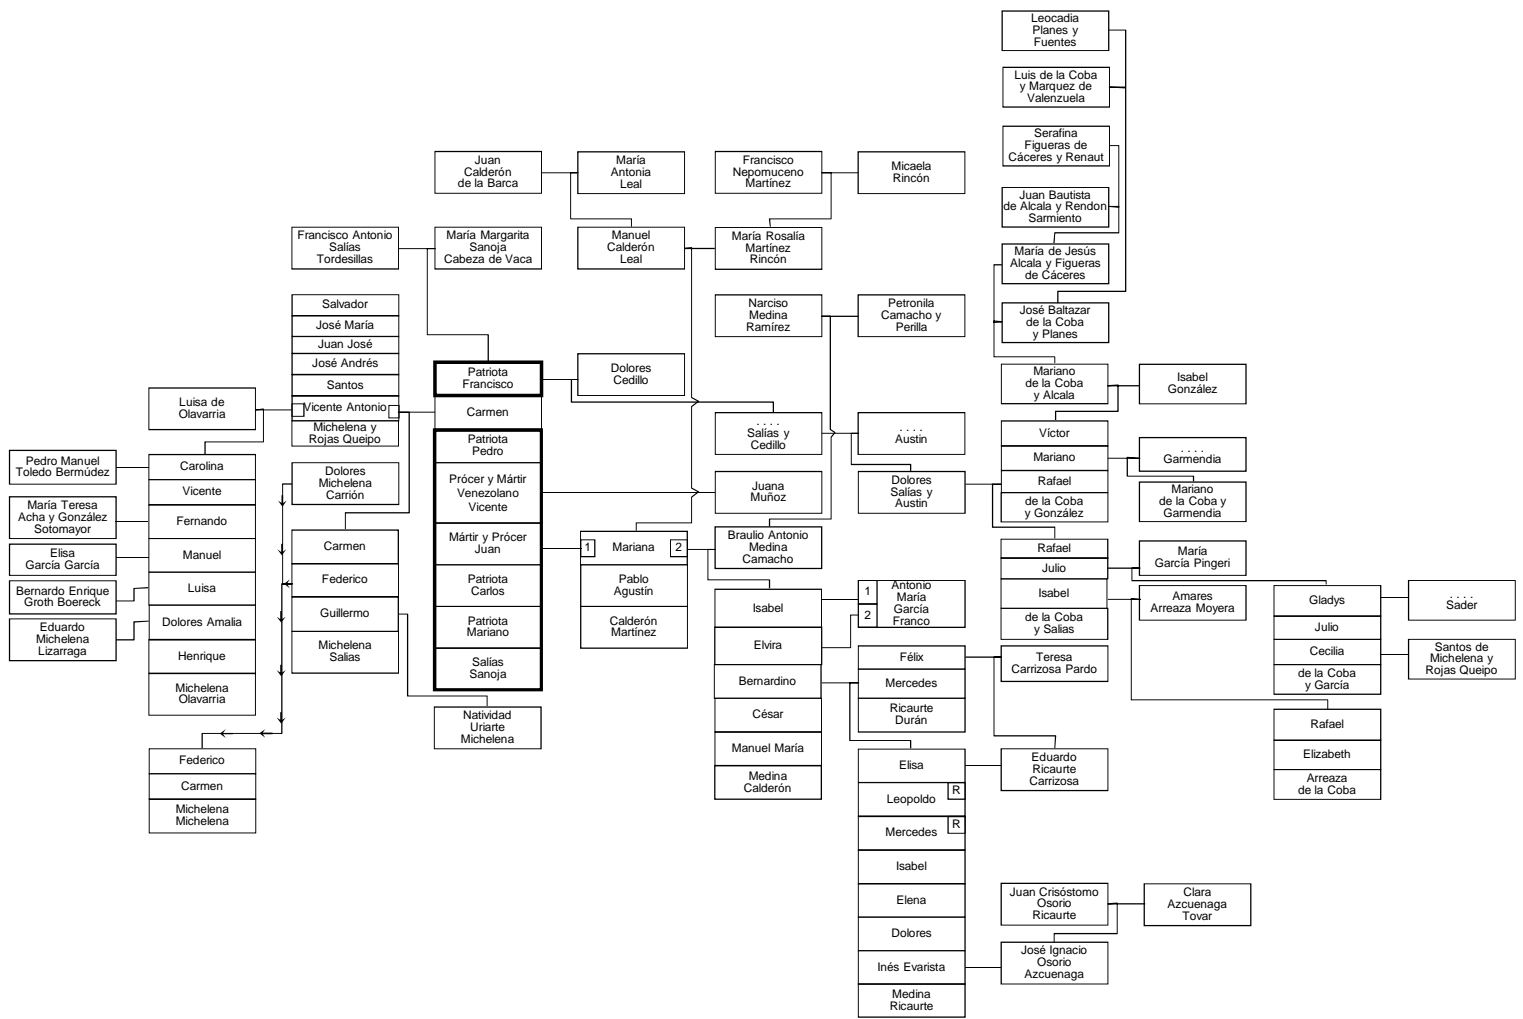 Leocadia
Planes y
Fuentes
Luis de la Coba
y Marquez de
Valenzuela
Serafina
Figueras de
Cáceres y Renaut
Juan Bautista
de Alcala y Rendon
Sarmiento
María de Jesús
Alcala y Figueras
de Cáceres
José Baltazar
de la Coba
y Planes
Juan
Calderón
de la Barca
María
Antonia
Leal
Francisco
Nepomuceno
Martínez
Micaela
Rincón
Francisco Antonio
Salías
Tordesillas
María Margarita
Sanoja
Cabeza de Vaca
Manuel
Calderón
Leal
María Rosalía
Martínez
Rincón
Narciso
Medina
Ramírez
Petronila
Camacho y
Perilla
Salvador
José María
Juan José
José Andrés
Santos
Vicente Antonio
Michelena y
Rojas Queipo
Patriota
Francisco
Carmen
Patriota
Pedro
Prócer y Mártir
Venezolano
Vicente
Mártir y Prócer
Juan
Patriota
Carlos
Patriota
Mariano
Salías
Sanoja
Dolores
Cedillo
Mariano
de la Coba
y Alcala
Isabel
González
Luisa de
Olavarria
. . . .
Salías y
Cedillo
. . . .
Austin
Víctor
Mariano
Rafael
de la Coba
y González
. . . .
Garmendia
Mariano
de la Coba y
Garmendia
Pedro Manuel
Toledo Bermúdez
María Teresa
Acha y González
Sotomayor
Elisa
García García
Bernardo Enrique
Groth Boereck
Eduardo
Michelena
Lizarraga
Carolina
Vicente
Fernando
Manuel
Luisa
Dolores Amalia
Henrique
Michelena
Olavarria
Dolores
Michelena
Carrión
Carmen
Federico
Guillermo
Michelena
Salias
Juana
Muñoz
Dolores
Salías y
Austin
1
Mariana
2
Pablo
Agustín
Calderón
Martínez
Braulio Antonio
Medina
Camacho
Rafael
Julio
Isabel
de la Coba
y Salias
María
García Pingeri
Amares
Arreaza Moyera
Gladys
Julio
Cecilia
de la Coba
y García
. . . .
Sader
Santos de
Michelena y
Rojas Queipo
Isabel
Elvira
Bernardino
César
Manuel María
Medina
Calderón
1
2
Antonio
María
García
Franco
Félix
Mercedes
Ricaurte
Durán
Teresa
Carrizosa Pardo
Natividad
Uriarte
Michelena
Rafael
Elizabeth
Arreaza
de la Coba
Federico
Carmen
Michelena
Michelena
Elisa
Leopoldo
R
Mercedes
R
Isabel
Elena
Dolores
Inés Evarista
Medina
Ricaurte
Eduardo
Ricaurte
Carrizosa
Juan Crisóstomo
Osorio
Ricaurte
Clara
Azcuenaga
Tovar
José Ignacio
Osorio
Azcuenaga